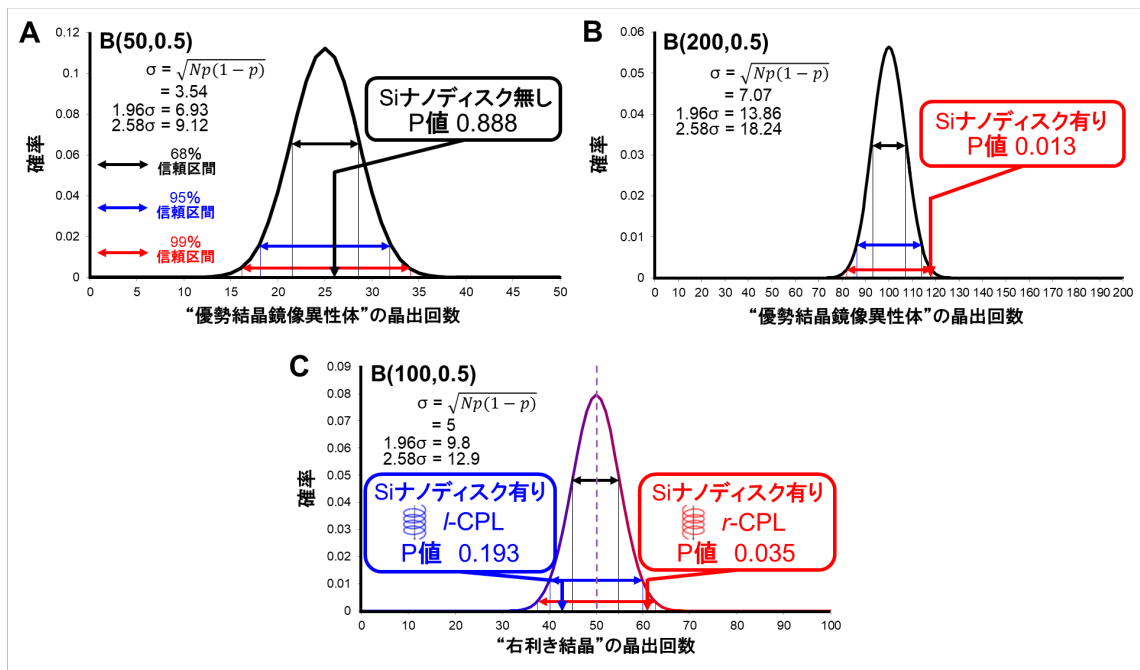 A
B(50,0.5)
σ = √Np(1 − p)
= 3.54
1.96σ = 6.93
2.58σ = 9.12
68%
信頼区間
95%
信頼区間
99%
信頼区間
Siナノディスク無し
P値 0.888
確率
0.12
0.1
0.08
0.06
0.04
0.02
0
0 5 10 15 20 25 30 35 40 45 50
“優勢結晶鏡像異性体”の晶出回数
B
B(200,0.5)
σ = √Np(1 − p)
= 7.07
1.96σ = 13.86
2.58σ = 18.24
Siナノディスク有り
P値 0.013
確率
0.06
0.05
0.04
0.03
0.02
0.01
0
0 10 20 30 40 50 60 70 80 90 100 110 120 130 140 150 160 170 180 190 200
“優勢結晶鏡像異性体”の晶出回数
C
B(100,0.5)
σ = √Np(1 − p)
= 5
1.96σ = 9.8
2.58σ = 12.9
Siナノディスク有り
l-CPL
P値 0.193
Siナノディスク有り
r-CPL
P値 0.035
確率
0.09
0.08
0.07
0.06
0.05
0.04
0.03
0.02
0.01
0
0 10 20 30 40 50 60 70 80 90 100
“右利き結晶”の晶出回数